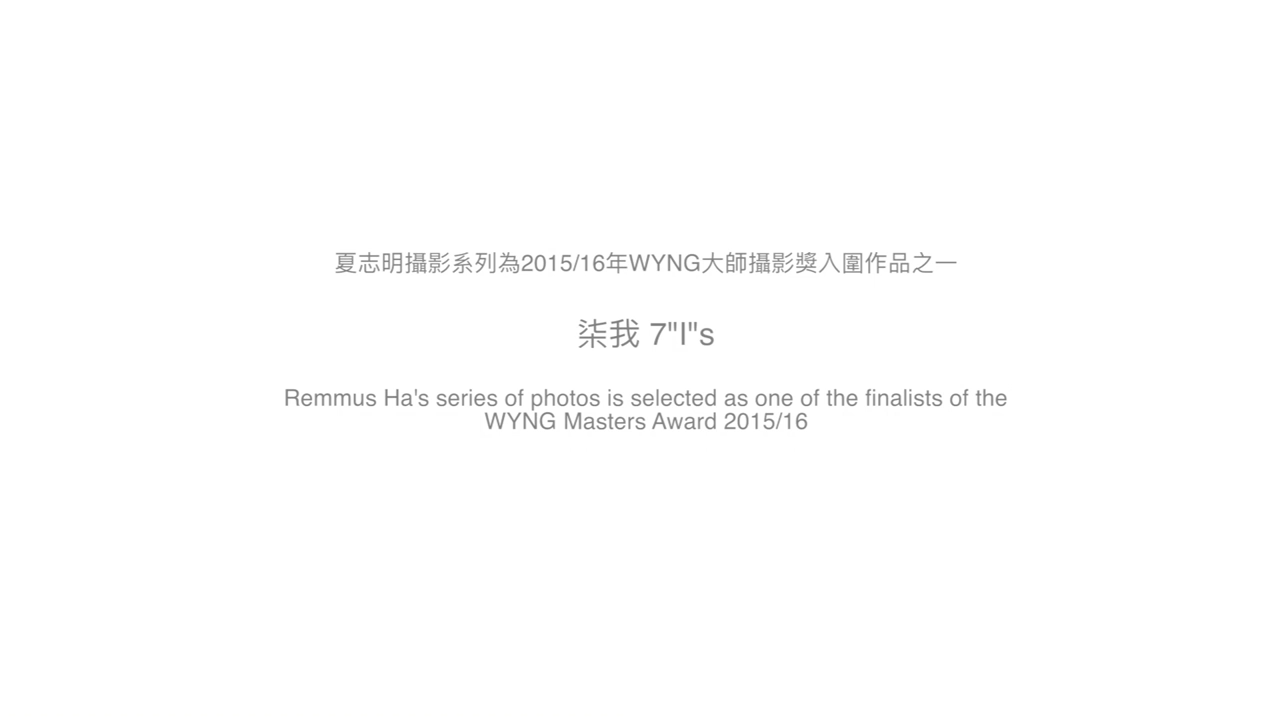 夏志明攝影系列為2015/16年WYNG大師攝影獎入圍作品之一
柒我 7"I"s
Remmus Ha's series of photos is selected as one of the finalists of the
WYNG Masters Award 2015/16